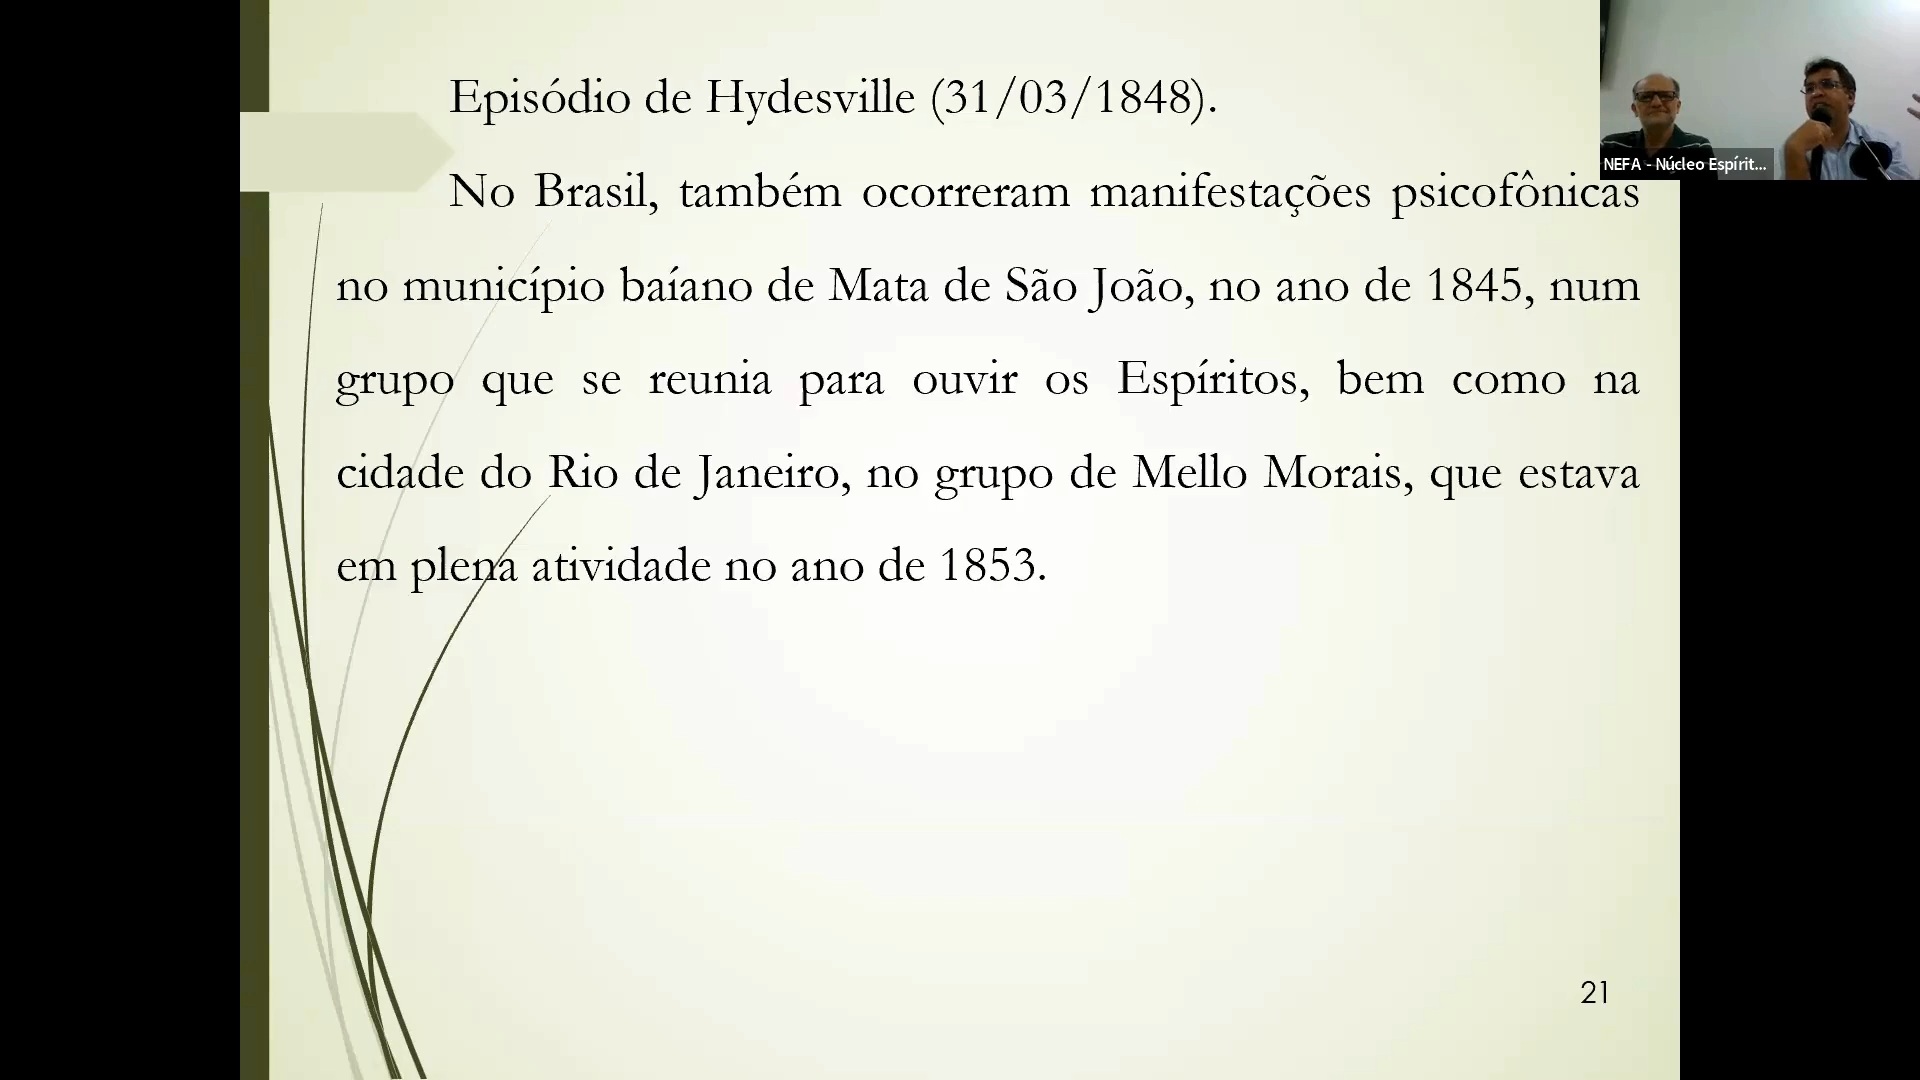 Episódio de Hydesville (31/03/1848).
No Brasil, também ocorreram manifestações psicofônicas
no município baíano de Mata de São João, no ano de 1845, num
grupo que se reunia para ouvir os Espíritos, bem como na
cidade do Rio de Janeiro, no grupo de Mello Morais, que estava
em plena atividade no ano de 1853.
NEFA - Núcleo Espírit...
21